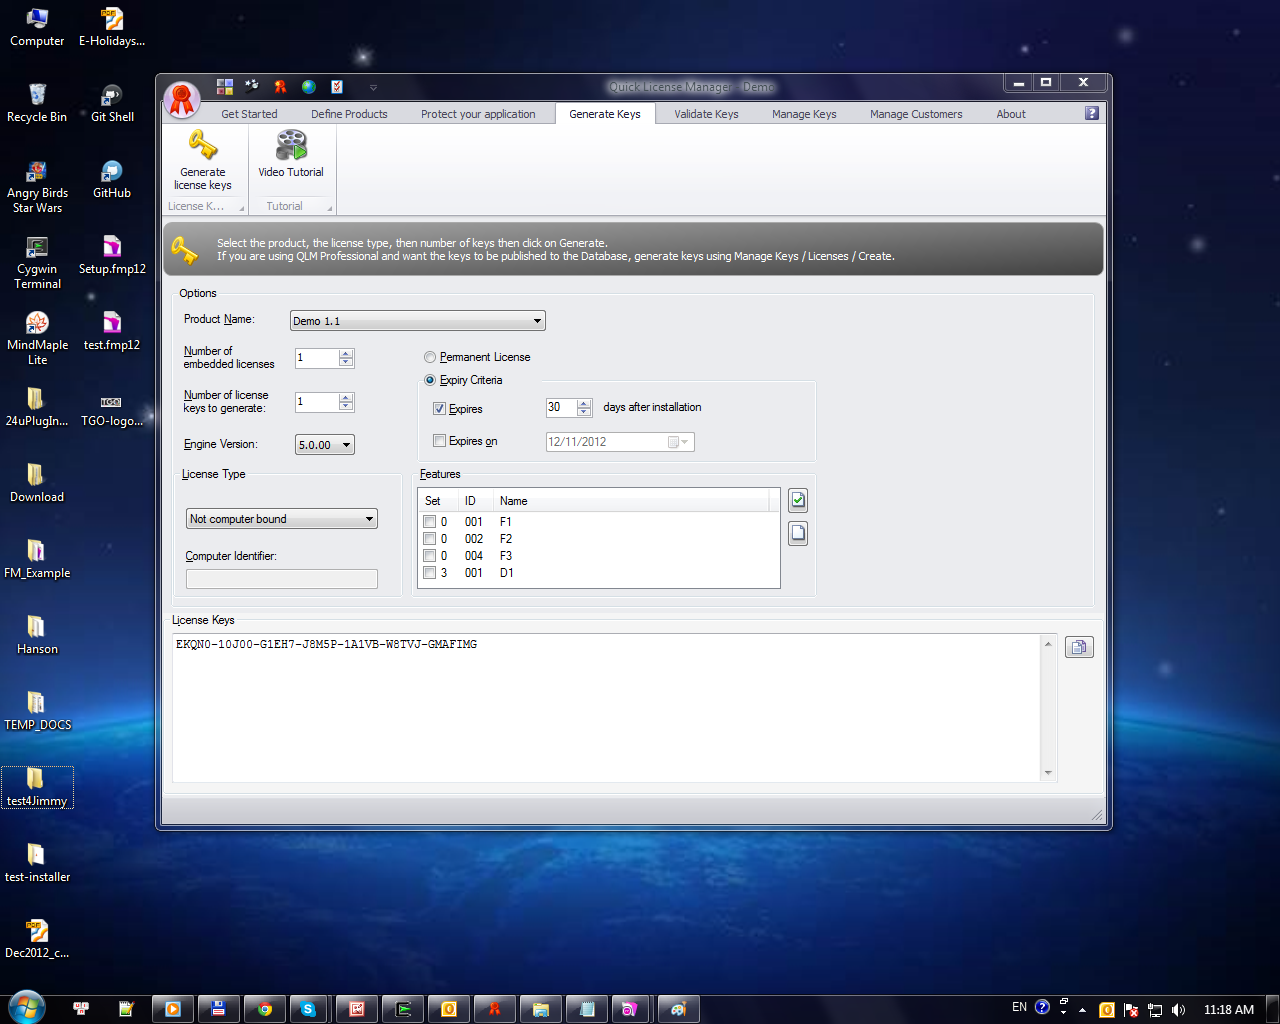 Computer
E-Holidays...
Recycle Bin
Git Shell
Angry Birds
Star Wars
GitHub
Cygwin
Terminal
Setup.fmp12
MindMaple
Lite
test.fmp12
24uPlugIn...
TGO-logo...
Download
FM_Example
Hanson
TEMP_DOCS
test4Jimmy
test-installer
Dec2012_c...
Quick License Manager - Demo
Get Started
Define Products
Protect your application
Generate Keys
Validate Keys
Manage Keys
Manage Customers
About
Generate
license keys
Video Tutorial
License K...
Tutorial
Select the product, the license type, then number of keys then click on Generate.
If you are using QLM Professional and want the keys to be published to the Database, generate keys using Manage Keys / Licenses / Create.
Options
Product Name:
Demo 1.1
Number of
embedded licenses
1
Permanent License
Expiry Criteria
Number of license
keys to generate:
1
Expires
30
days after installation
Engine Version:
5.0.00
Expires on
12/11/2012
License Type
Not computer bound
Computer Identifier:
Features
Set ID Name
0 001 F1
0 002 F2
0 004 F3
3 001 D1
License Keys
EKQN0-10J00-G1EH7-J8M5P-1A1VB-W8TVJ-GMAFIMG
EN
11:18 AM